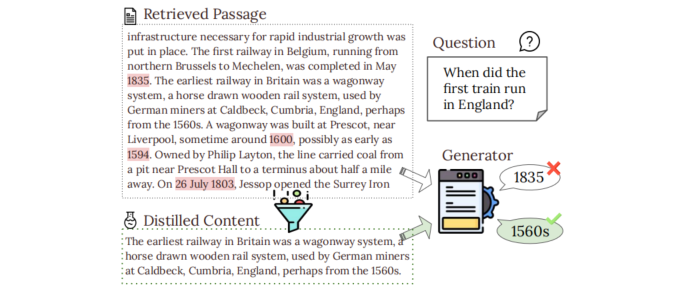 Retrieved Passage
infrastructure necessary for rapid industrial growth was
put in place. The first railway in Belgium, running from
northern Brussels to Mechelen, was completed in May
1835. The earliest railway in Britain was a wagonway
system, a horse drawn wooden rail system, used by
German miners at Caldbeck, Cumbria, England, perhaps
from the 1560s. A wagonway was built at Prescot, near
Liverpool, sometime around 1600, possibly as early as
1594. Owned by Philip Layton, the line carried coal from
a pit near Prescot Hall to a terminus about half a mile
away. On 26 July 1803, Jessop opened the Surrey Iron
Distilled Content
The earliest railway in Britain was a wagonway system, a
horse drawn wooden rail system, used by German miners
at Caldbeck, Cumbria, England, perhaps from the 1560s.
Question
?
When did the
first train run
in England?
Generator
1835
1560s